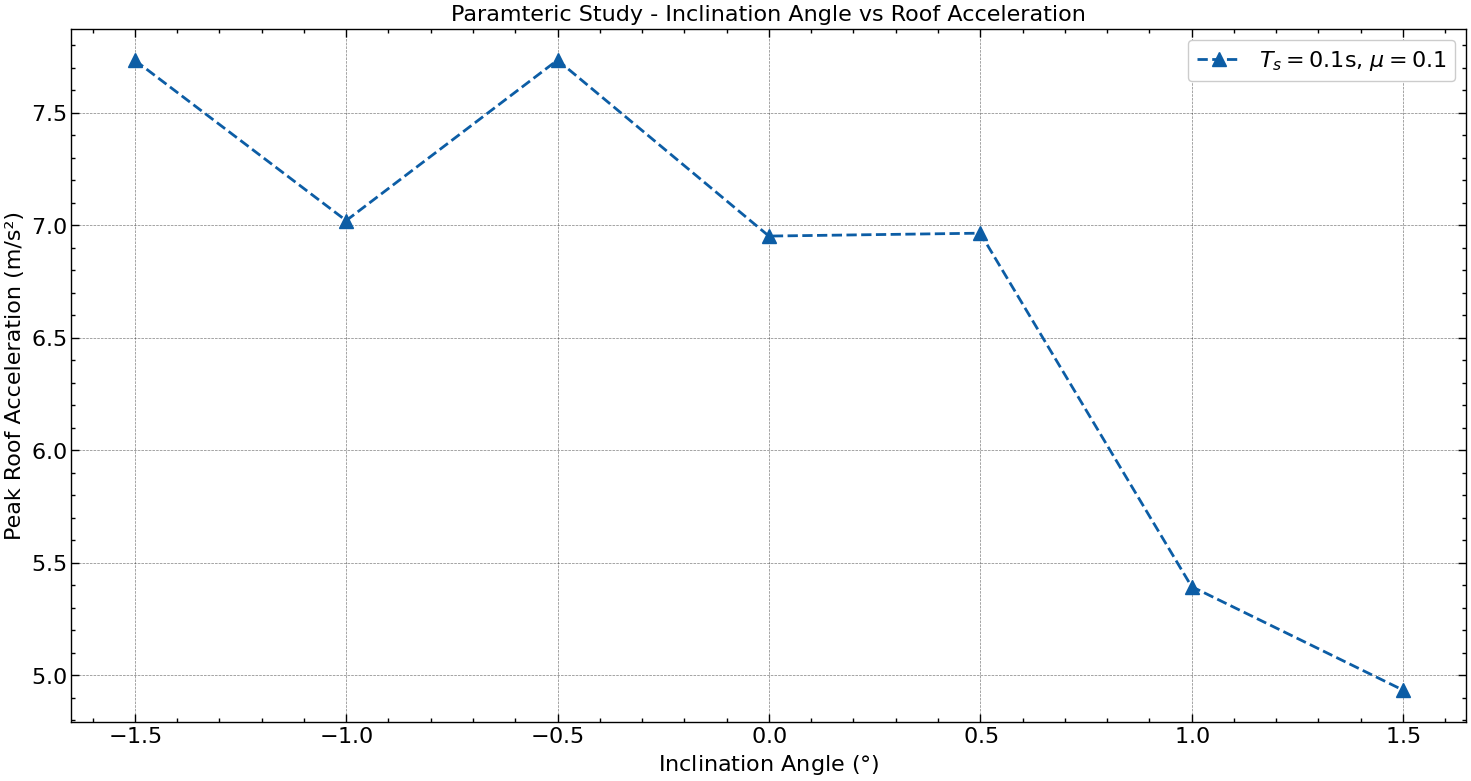 Paramteric Study - Inclination Angle vs Roof Acceleration
T_s = 0.1s, μ = 0.1
Peak Roof Acceleration (m/s²)
7.5
7.0
6.5
6.0
5.5
5.0
−1.5 −1.0 −0.5 0.0 0.5 1.0 1.5
Inclination Angle (°)